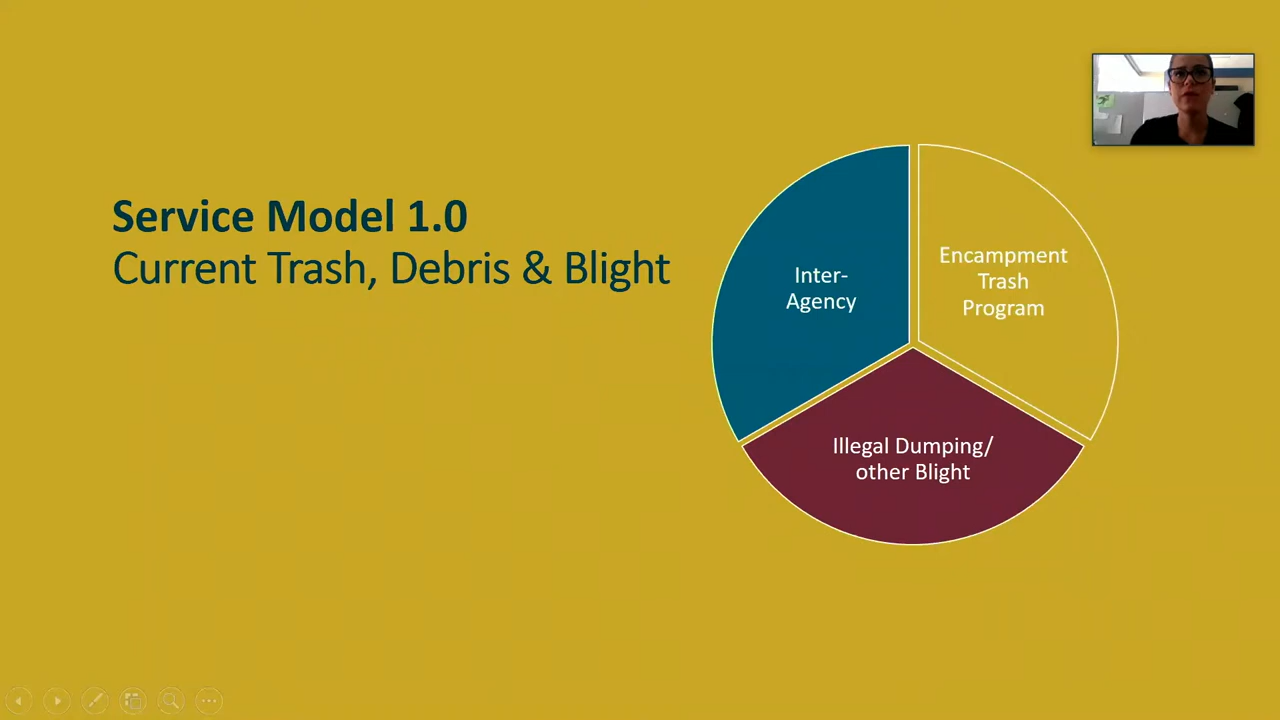 Service Model 1.0
Current Trash, Debris & Blight
Inter-
Agency
Encampment
Trash
Program
Illegal Dumping/
other Blight